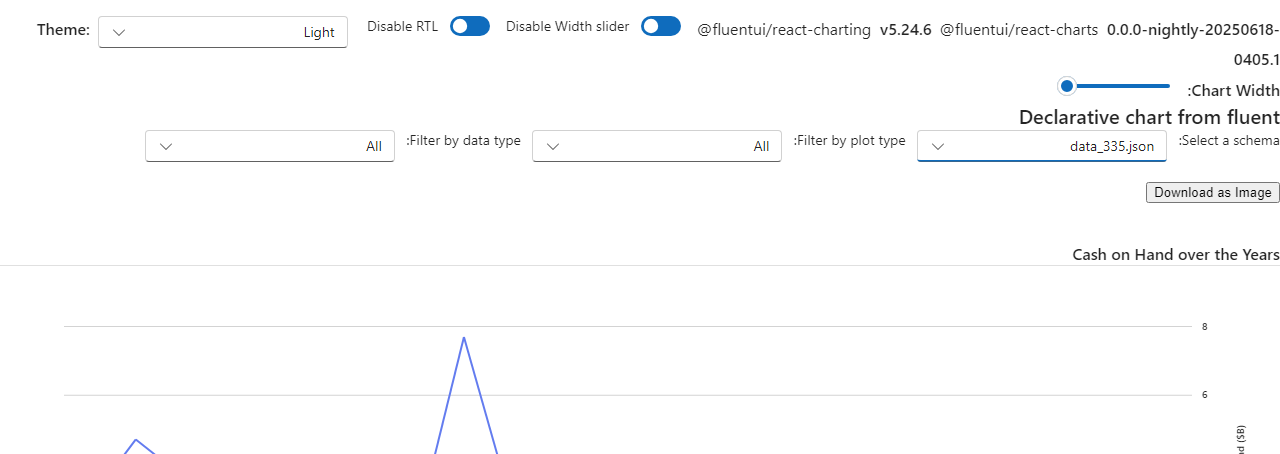 Theme: Light Disable RTL Disable Width slider @fluentui/react-charting v5.24.6 @fluentui/react-charts 0.0.0-nightly-20250618-
0405.1
:Chart Width
Declarative chart from fluent
:Select a schema data_335.json :Filter by plot type All :Filter by data type All
Download as Image
Cash on Hand over the Years
8
6
($B)